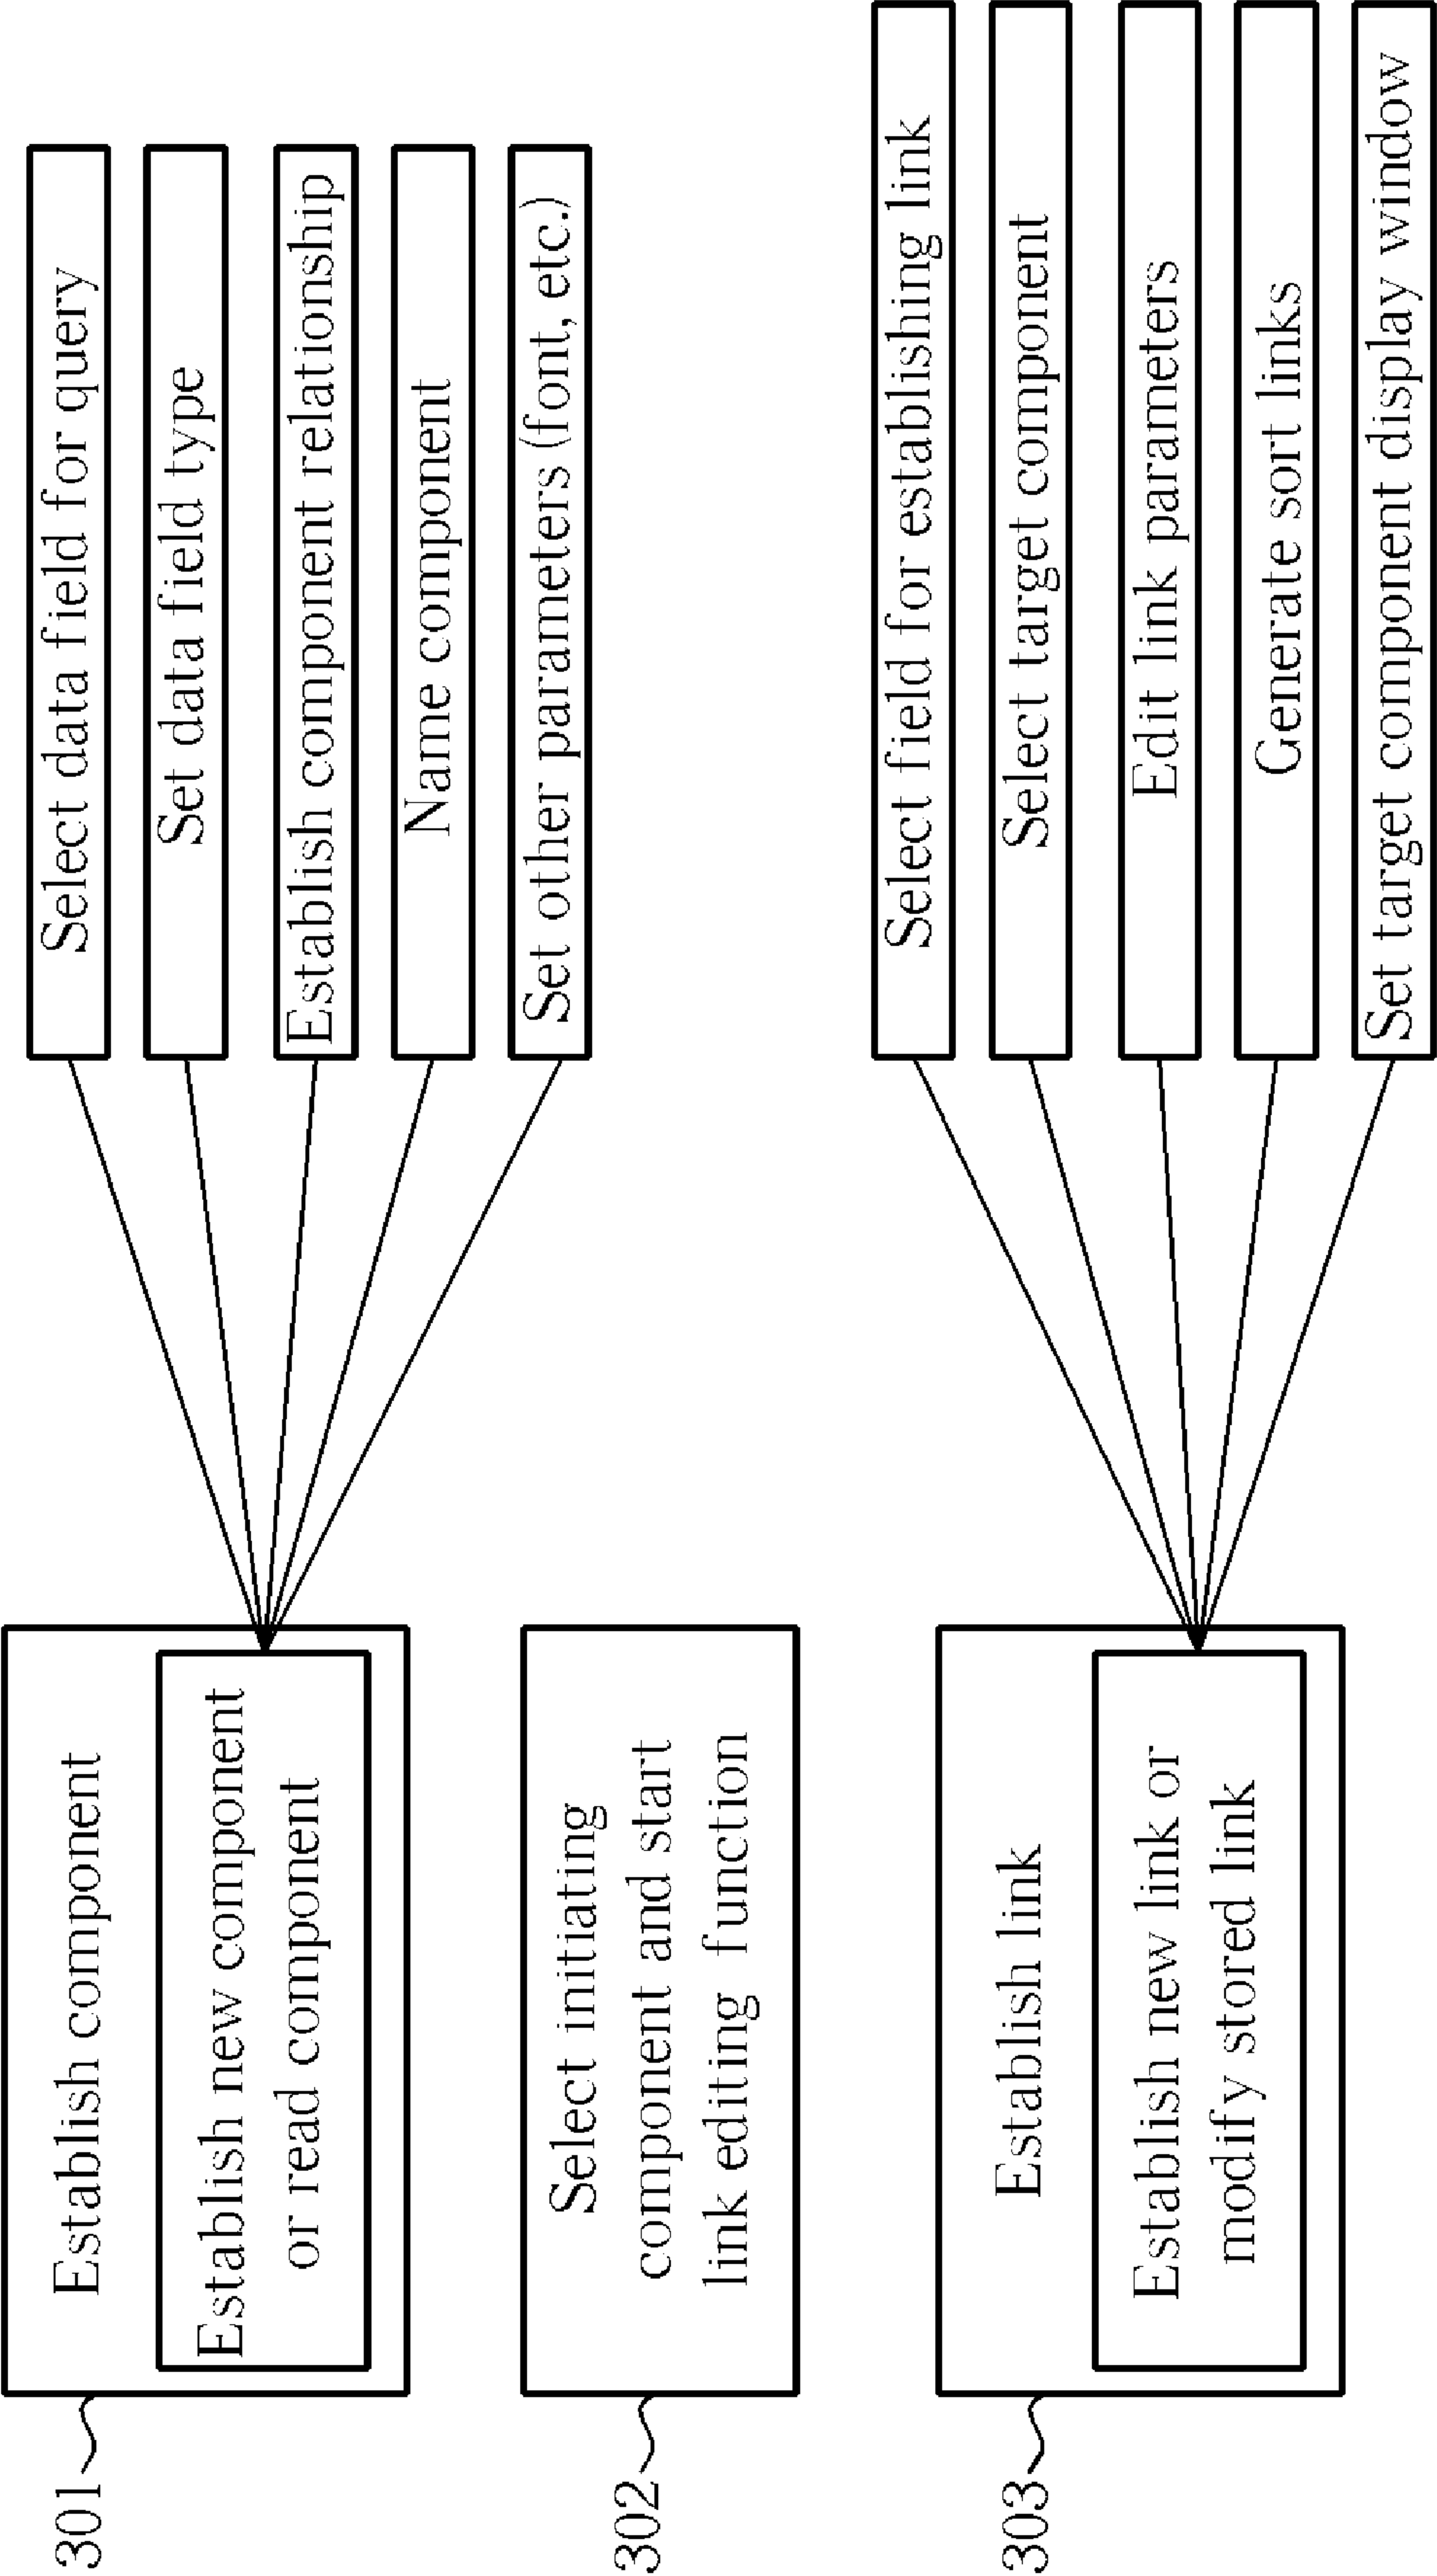 301
Establish component
Establish new component
or read component
Select data field for query
Set data field type
Establish component relationship
Name component
Set other parameters (font, etc.)
302
Select initiating
component and start
link editing function
303
Establish link
Establish new link or
modify stored link
Select field for establishing link
Select target component
Edit link parameters
Generate sort links
Set target component display window